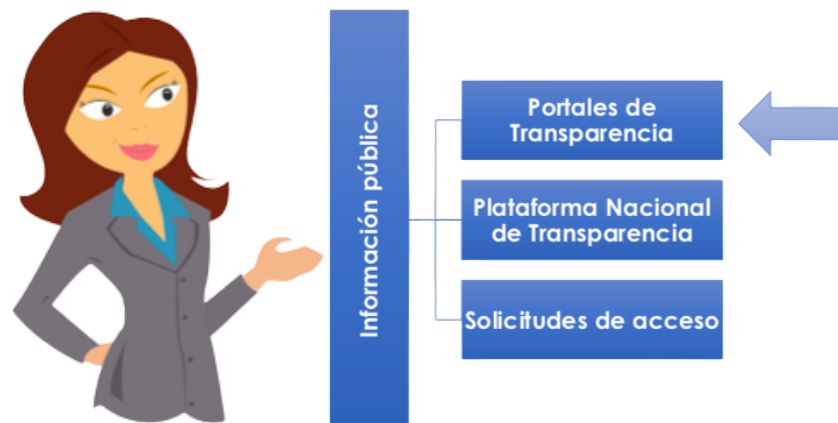 Información pública
Portales de
Transparencia
Plataforma Nacional
de Transparencia
Solicitudes de acceso